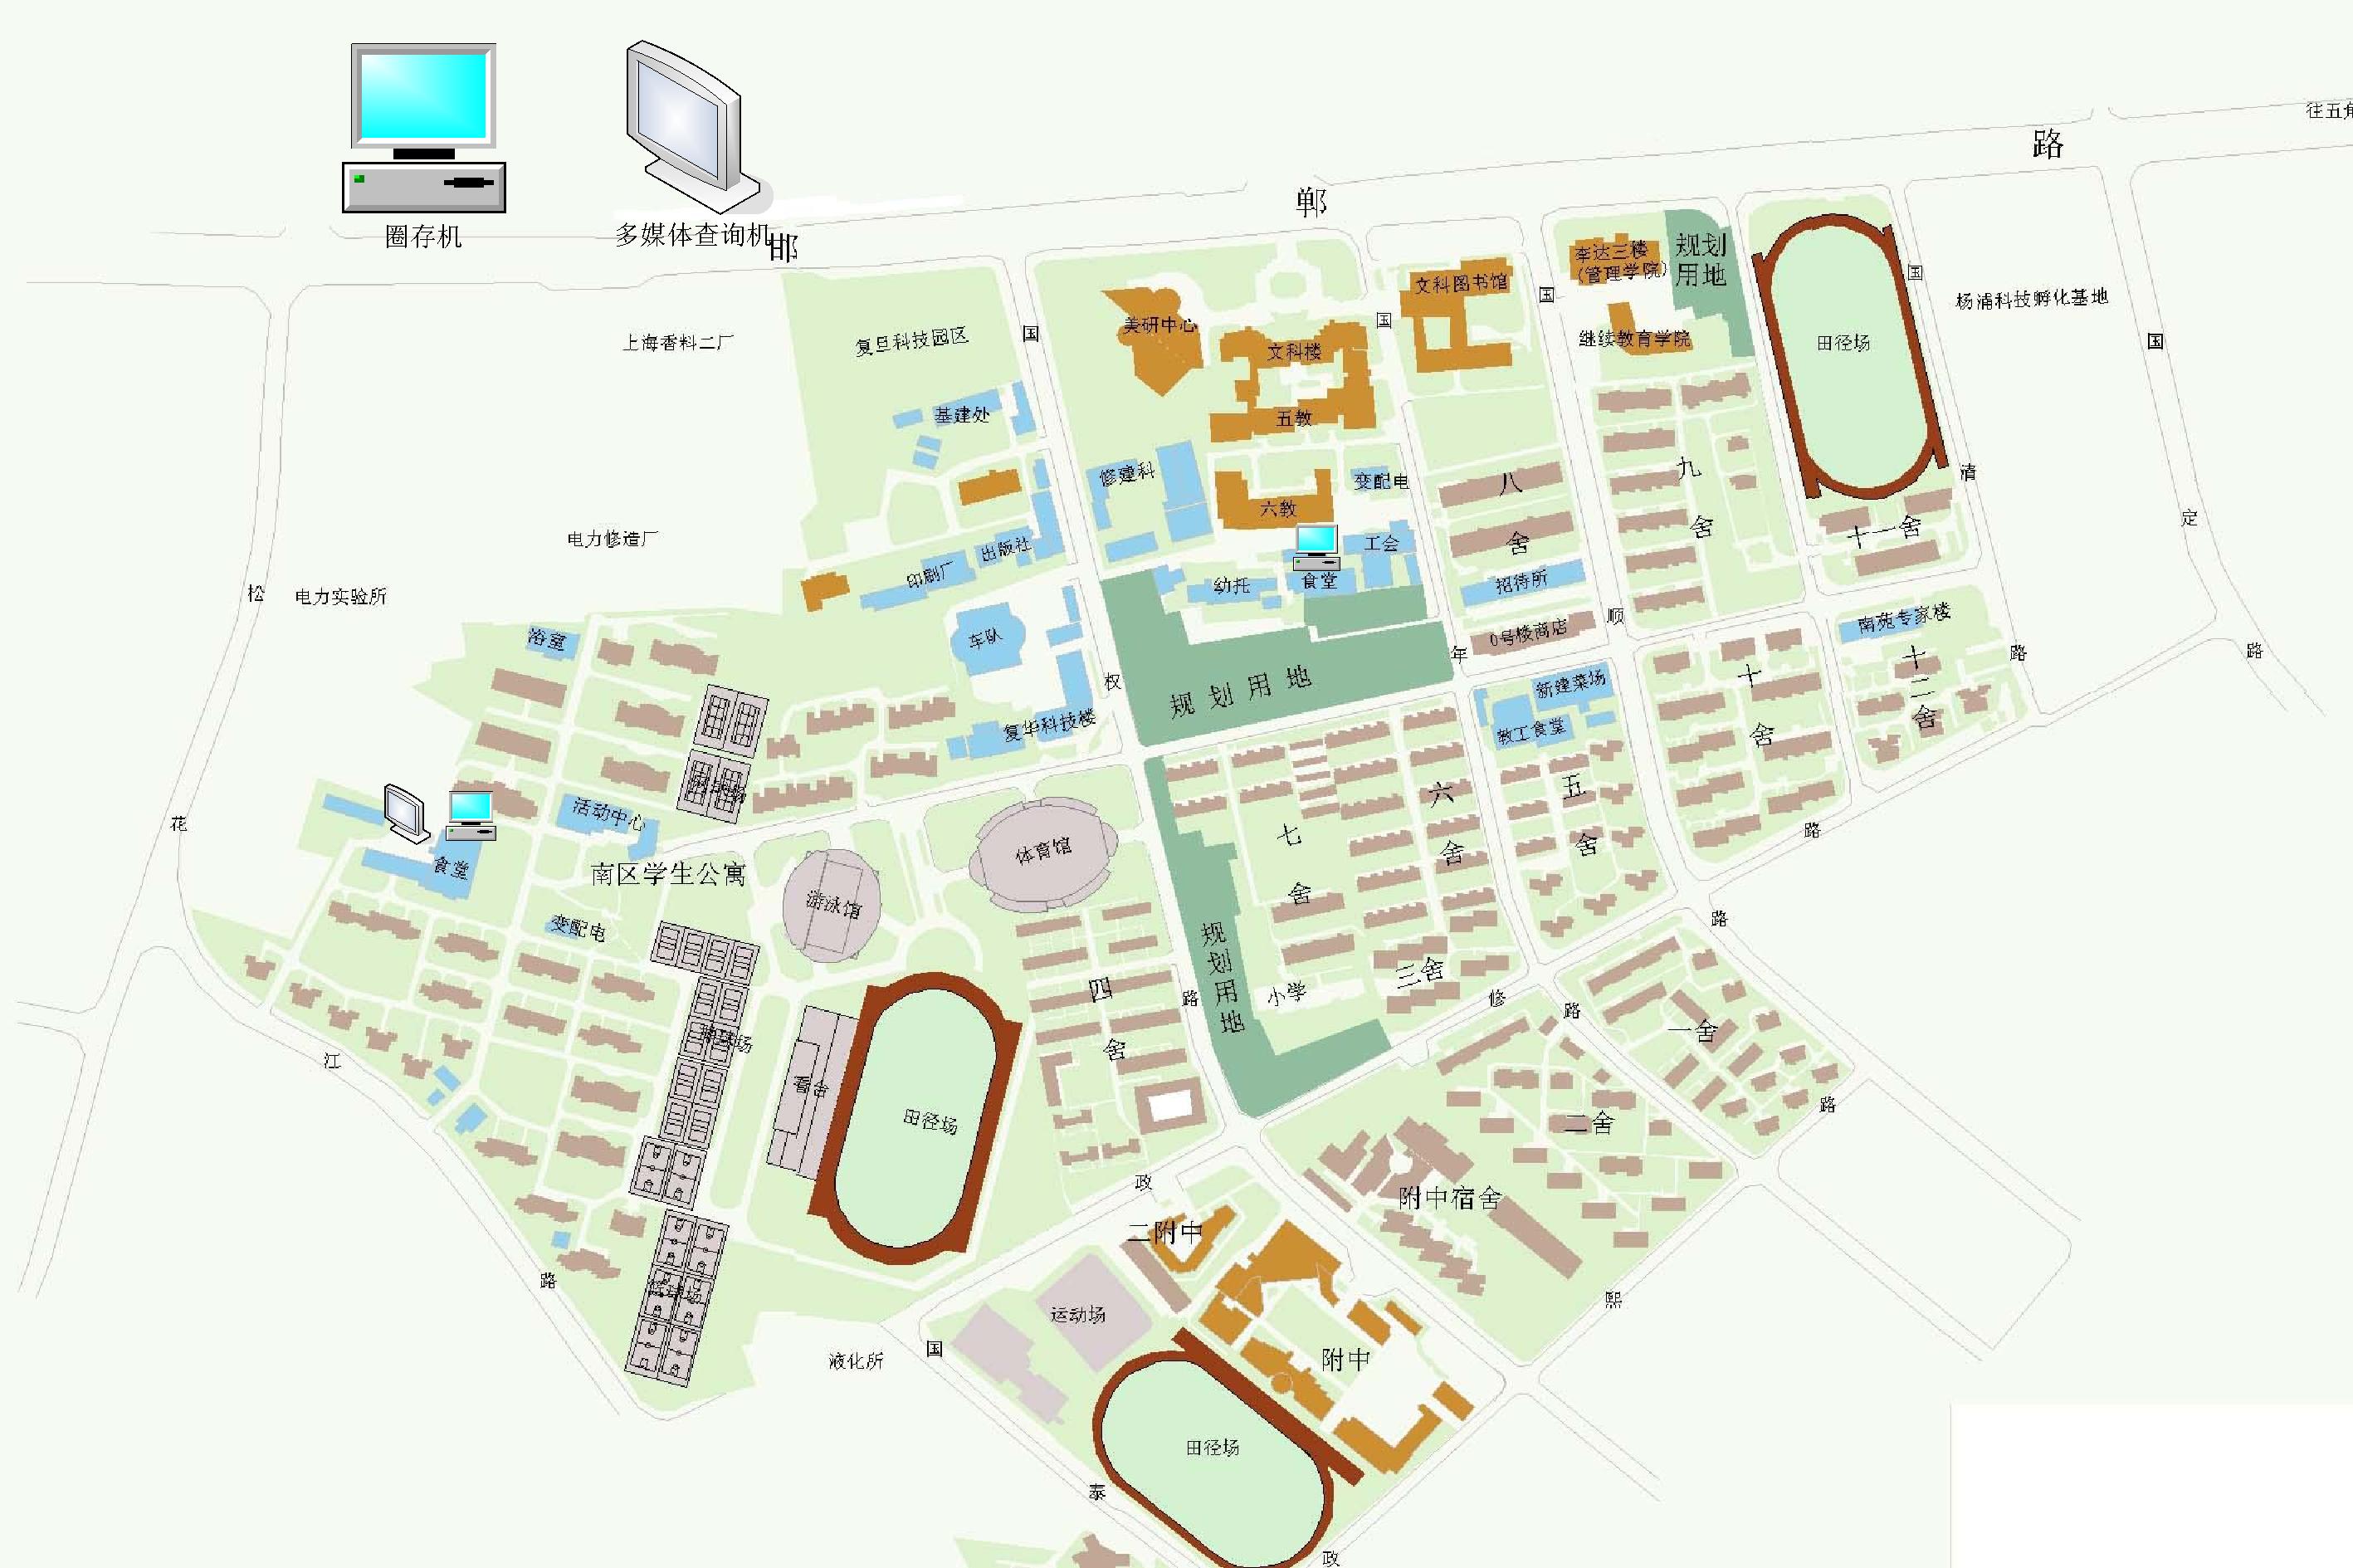 往五角
路
郸
圈存机
多媒体查询机
邯
李达三楼
(管理学院)
规划
用地
国
文科图书馆
国
杨浦科技孵化基地
美研中心
国
国
上海香料二厂
复旦科技园区
文科楼
继续教育学院
田径场
国
基建处
五教
修建科
变配电
八
九
清
六教
定
电力修造厂
出版社
工会
舍
舍
十一舍
印刷厂
幼托
食堂
招待所
松
电力实验所
浴室
车队
0号楼商店
顺
南苑专家楼
年
路
路
权
规划用地
新建菜场
十
舍
十
二
舍
复华科技楼
教工食堂
花
活动中心
体育馆
七
舍
六
舍
五
舍
路
食堂
南区学生公寓
游泳馆
变配电
路
规
划
用
地
四
舍
路
小学
三舍
修
路
一舍
江
看台
田径场
二舍
路
政
附中宿舍
二附中
路
篮球场
熙
运动场
液化所
国
附中
田径场
泰
政